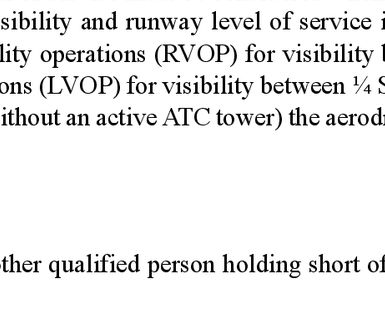 sibility and runway level of service i
lity operations (RVOP) for visibility b
ons (LVOP) for visibility between ¼ S
ithout an active ATC tower) the aerodr
ther qualified person holding short of